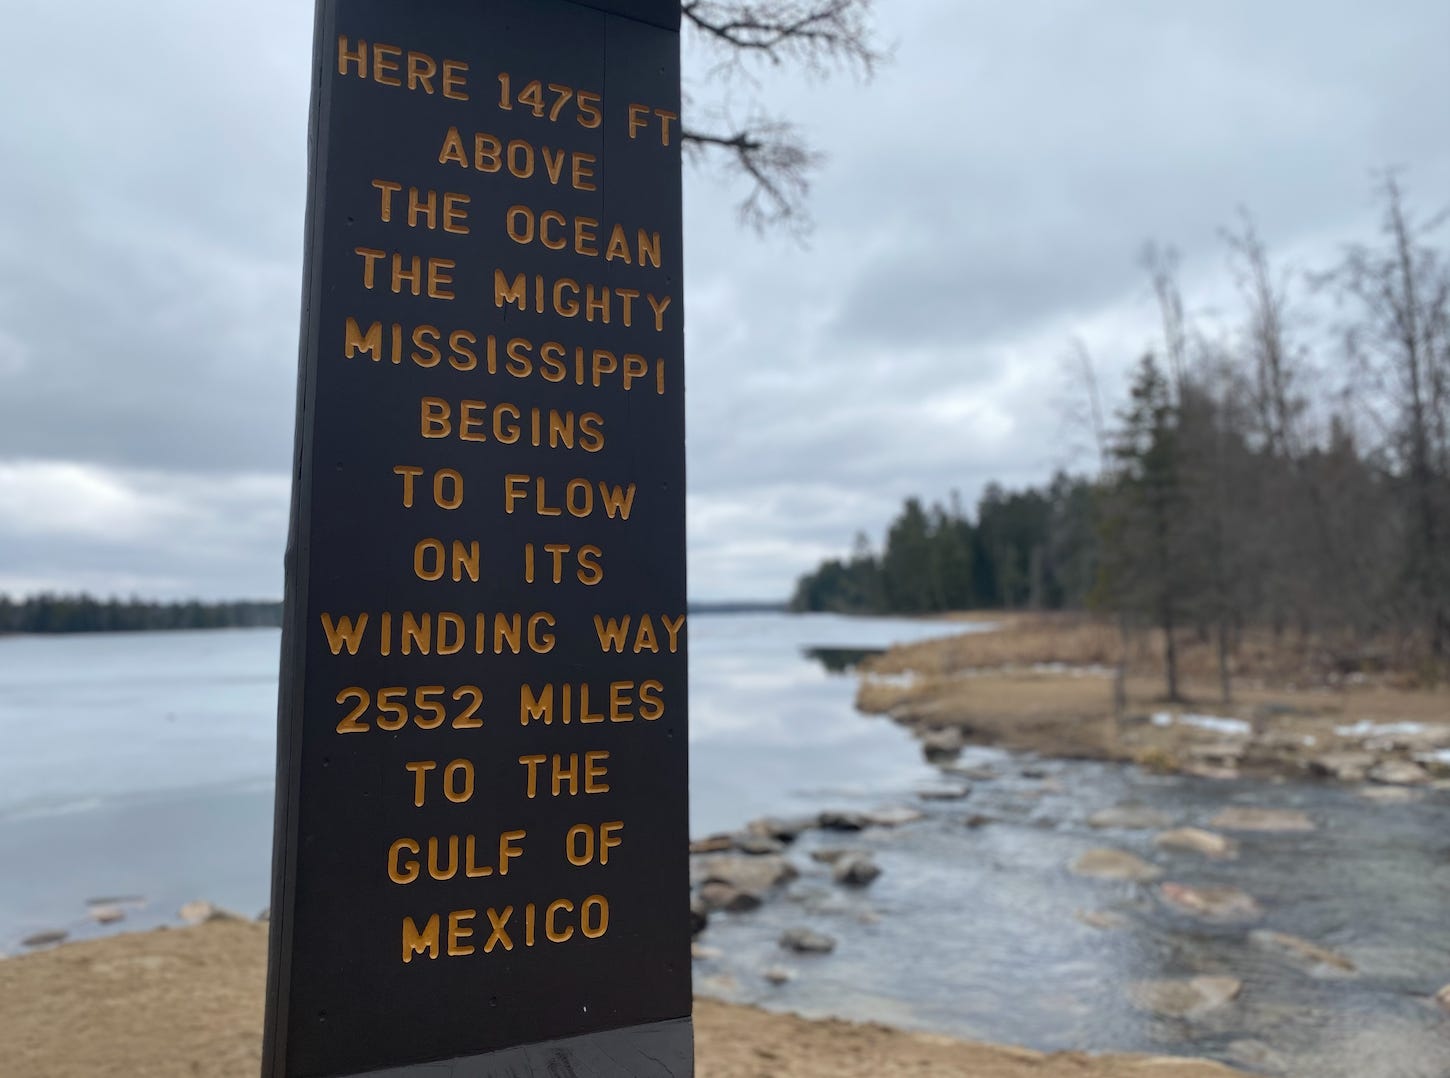 HERE 1475 FT
ABOVE
THE OCEAN
THE MIGHTY
MISSISSIPPI
BEGINS
TO FLOW
ON ITS
WINDING WAY
2552 MILES
TO THE
GULF OF
MEXICO